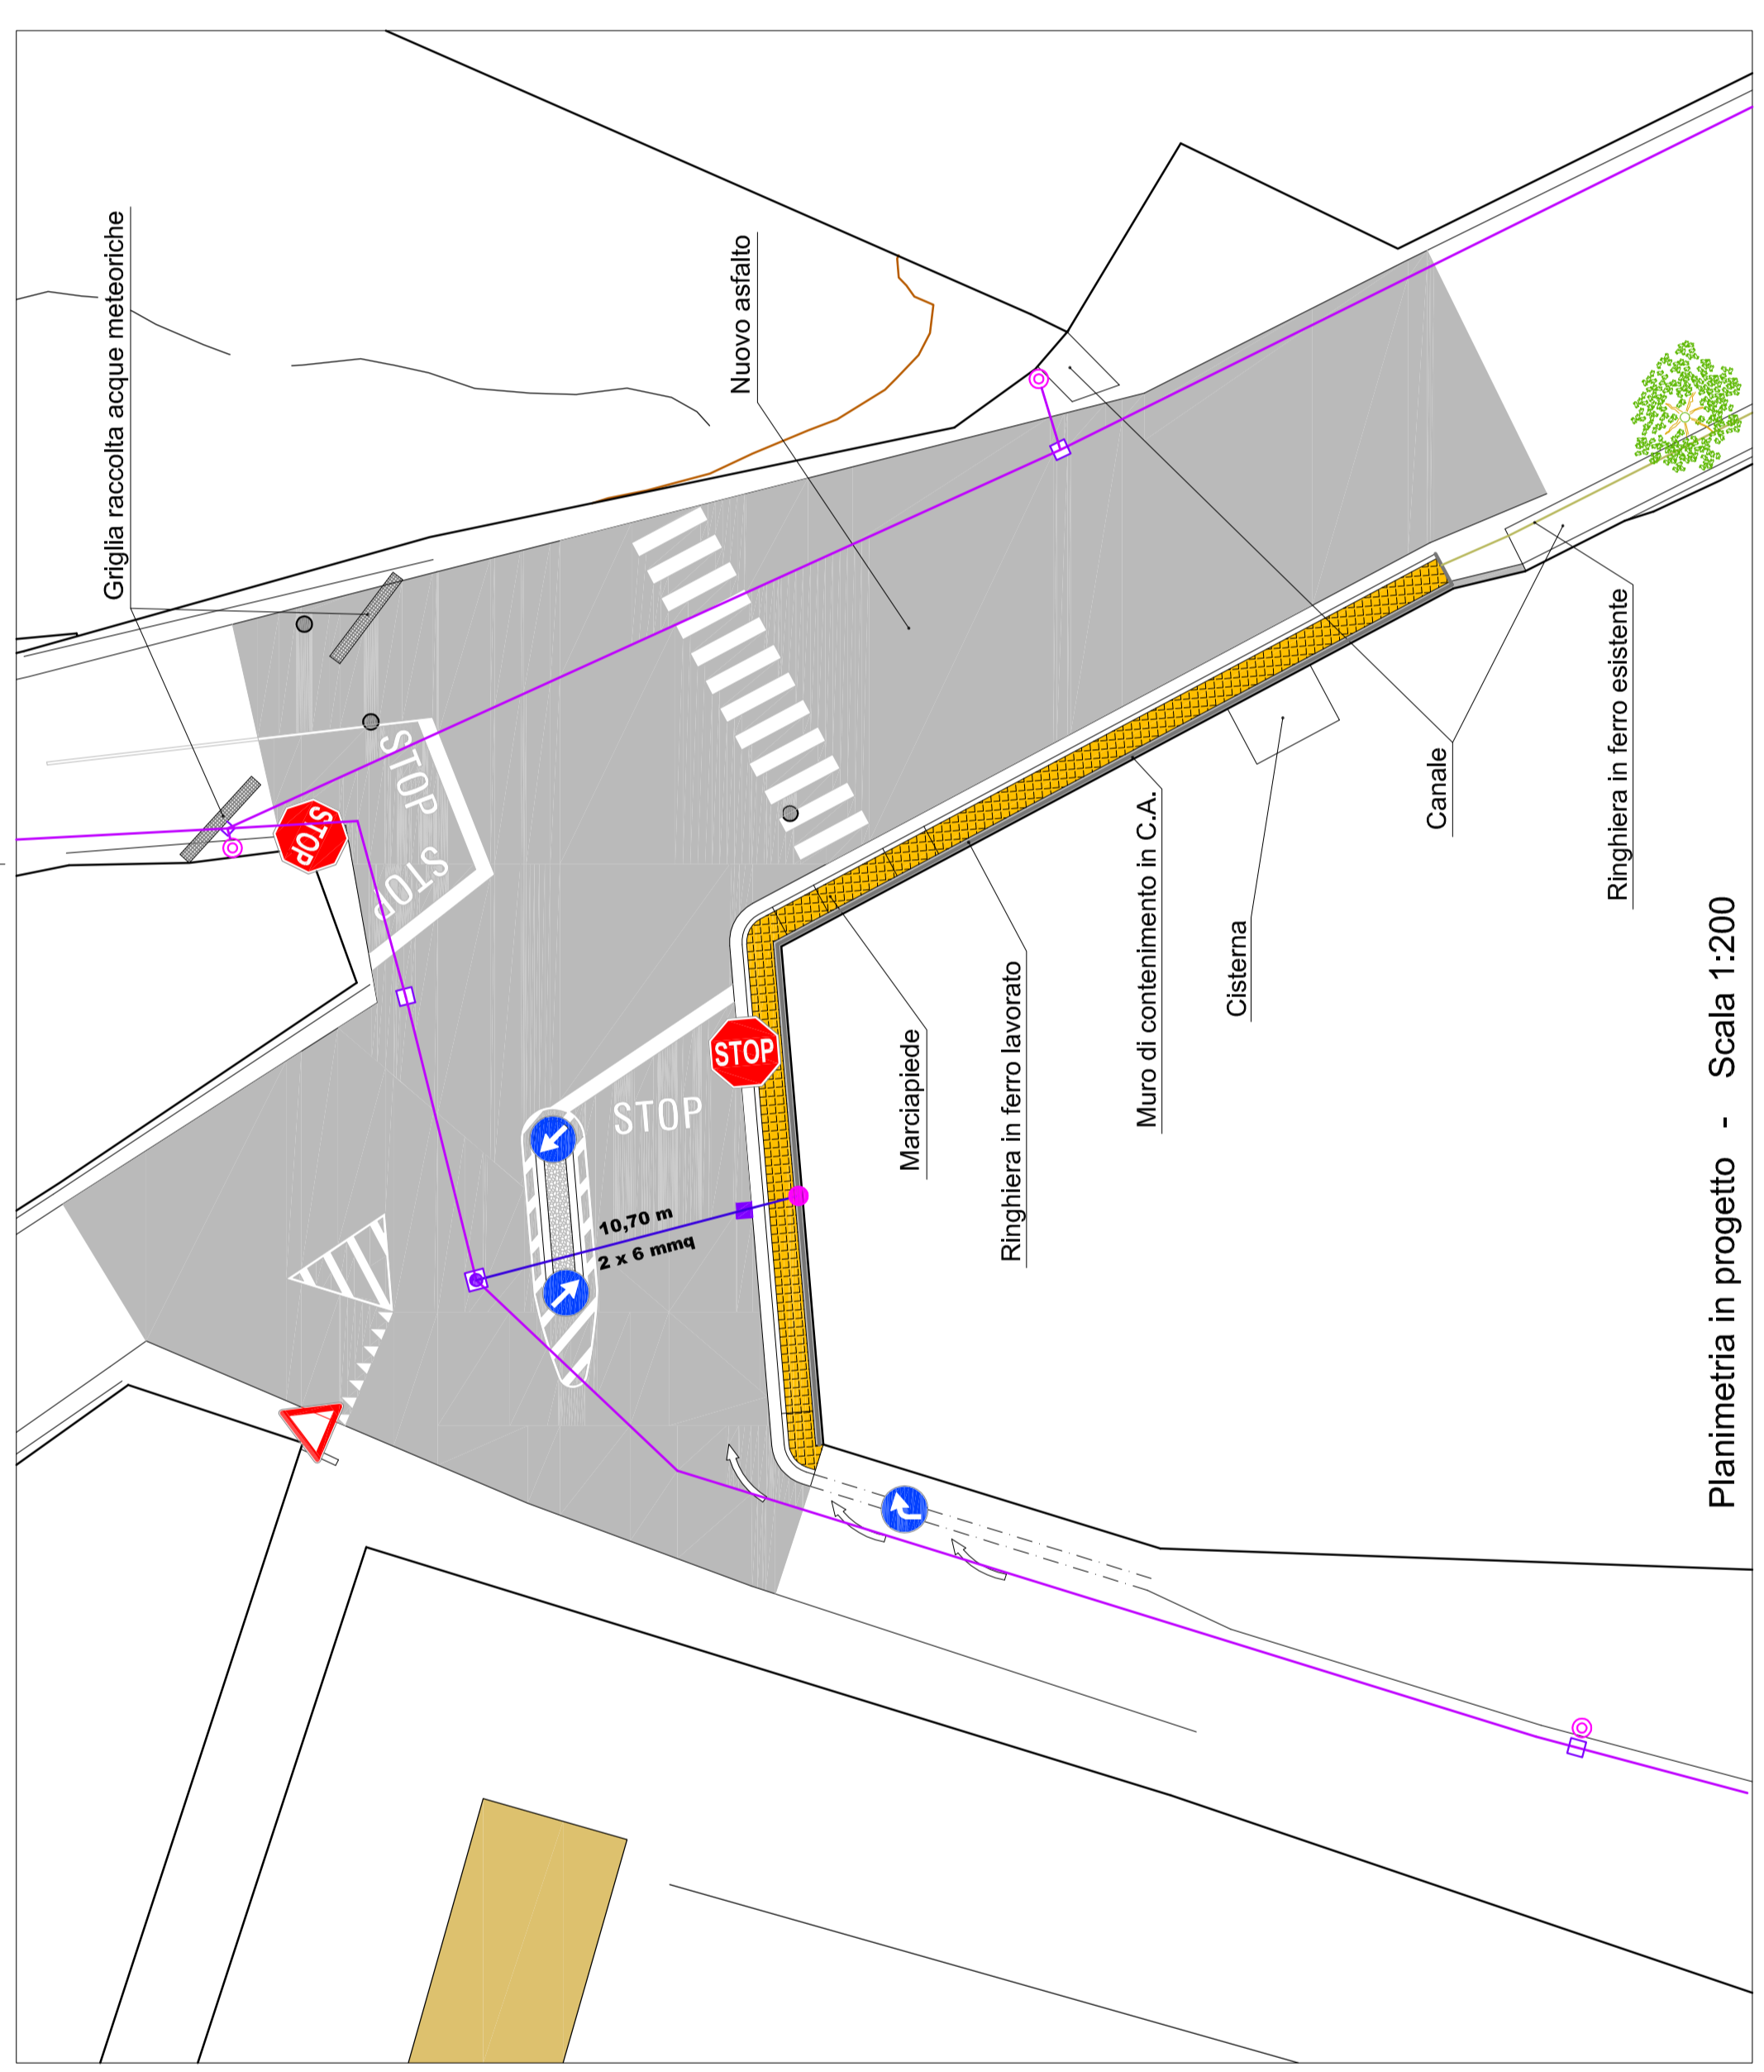 Griglia raccolta acque meteoriche
Nuovo asfalto
STOP
STOP
STOP
STOP
STOP
10,70 m
2 x 6 mmq
Marciapiede
Ringhiera in ferro lavorato
Muro di contenimento in C.A.
Cisterna
Canale
Ringhiera in ferro esistente
Planimetria in progetto - Scala 1:200